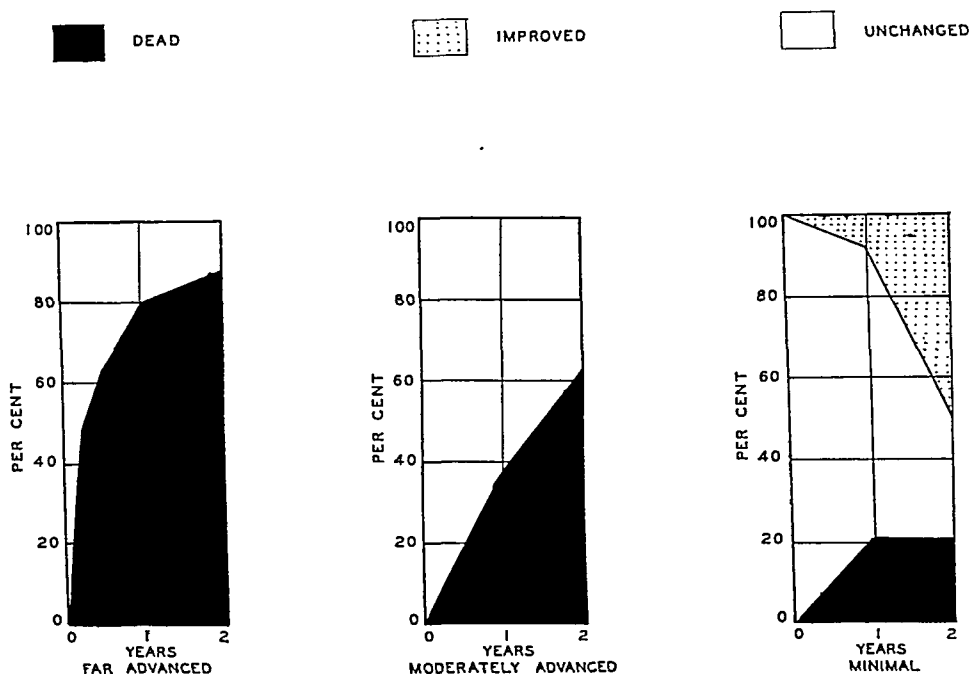 DEAD
IMPROVED
UNCHANGED
100
80
60
40
20
0
PER CENT
0 1 2
YEARS
FAR ADVANCED
100
80
60
40
20
0
PER CENT
0 1 2
YEARS
MODERATELY ADVANCED
100
80
60
40
20
0
PER CENT
0 1 2
YEARS
MINIMAL